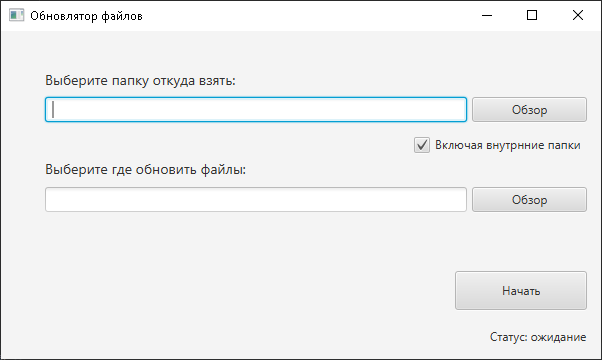 Обновлятор файлов
Выберите папку откуда взять:
Обзор
Включая внутрнние папки
Выберите где обновить файлы:
Обзор
Начать
Статус: ожидание